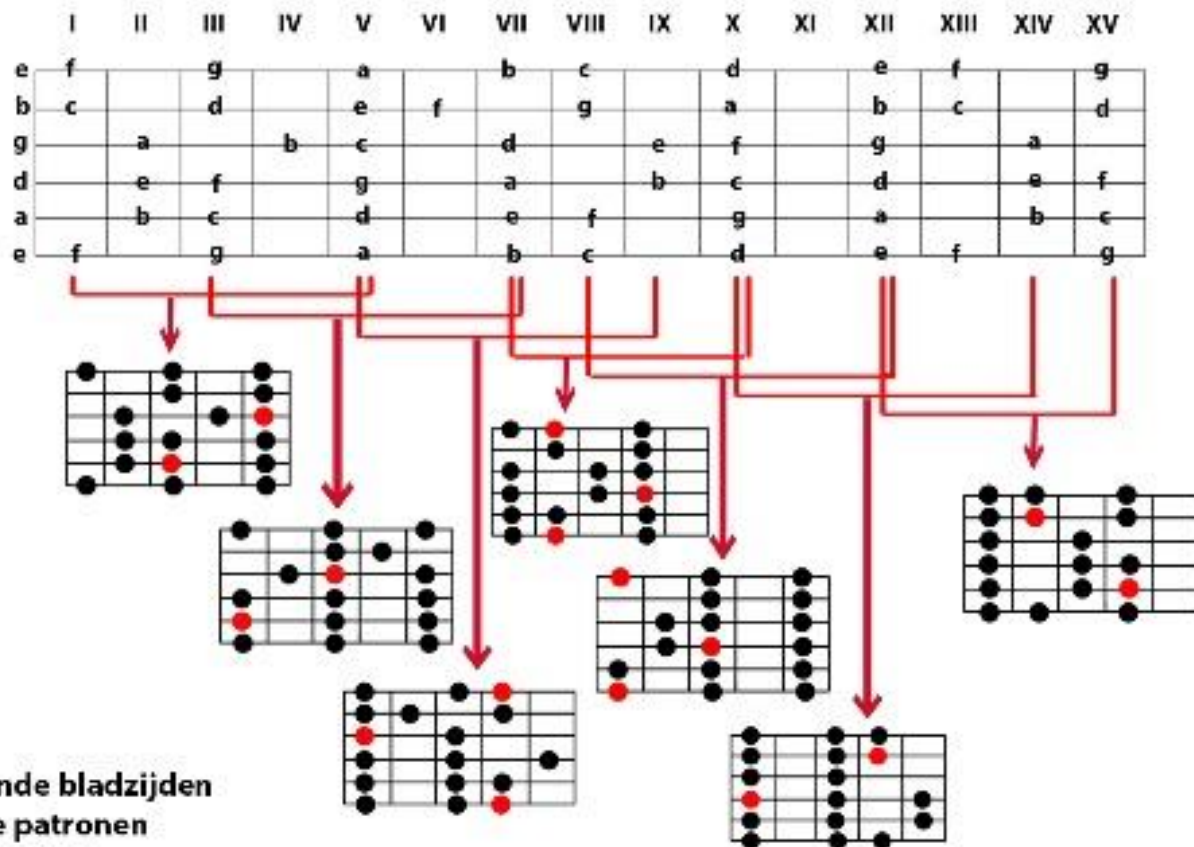 I II III IV V VI VII VIII IX X XI XII XIII XIV XV
e f g a b c d e f g
b c d e f g a b c d
g a b c d e f g a
d e f g a b c d e f
a b c d e f g a b c
e f g a b c d e f g
nde bladzijden
e patronen